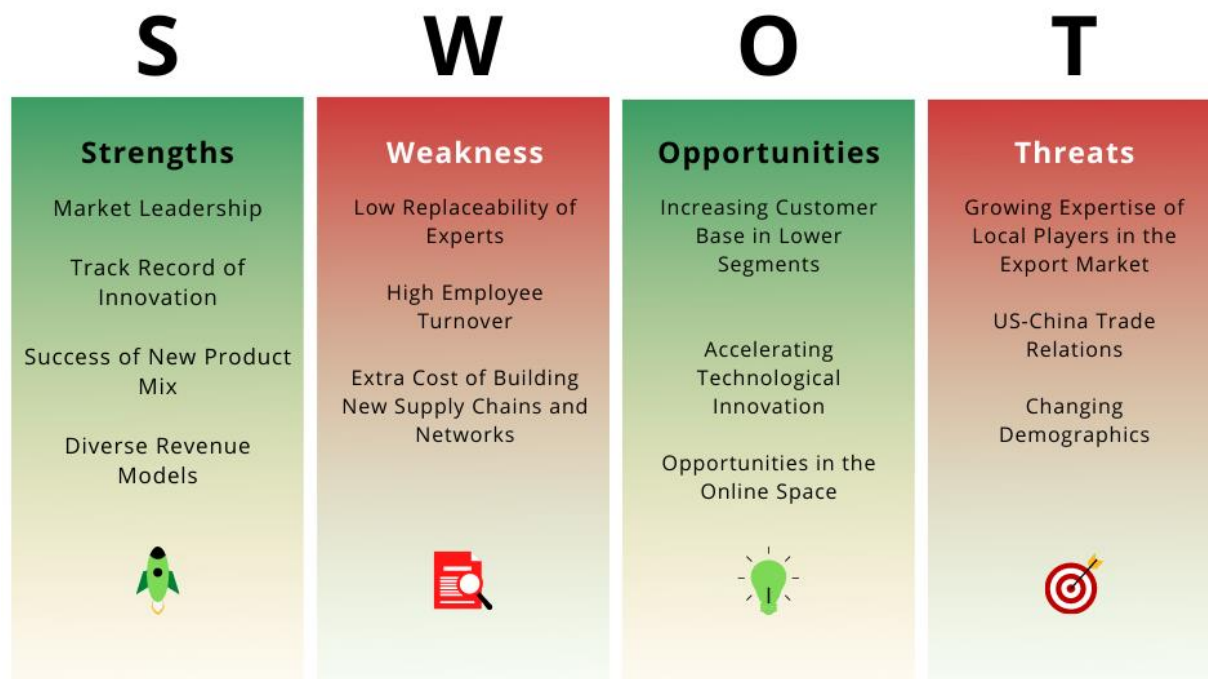 S
W
O
T
Strengths
Market Leadership
Track Record of
Innovation
Success of New Product
Mix
Diverse Revenue
Models
Weakness
Low Replaceability of
Experts
High Employee
Turnover
Extra Cost of Building
New Supply Chains and
Networks
Opportunities
Increasing Customer
Base in Lower
Segments
Accelerating
Technological
Innovation
Opportunities in the
Online Space
Threats
Growing Expertise of
Local Players in the
Export Market
US-China Trade
Relations
Changing
Demographics